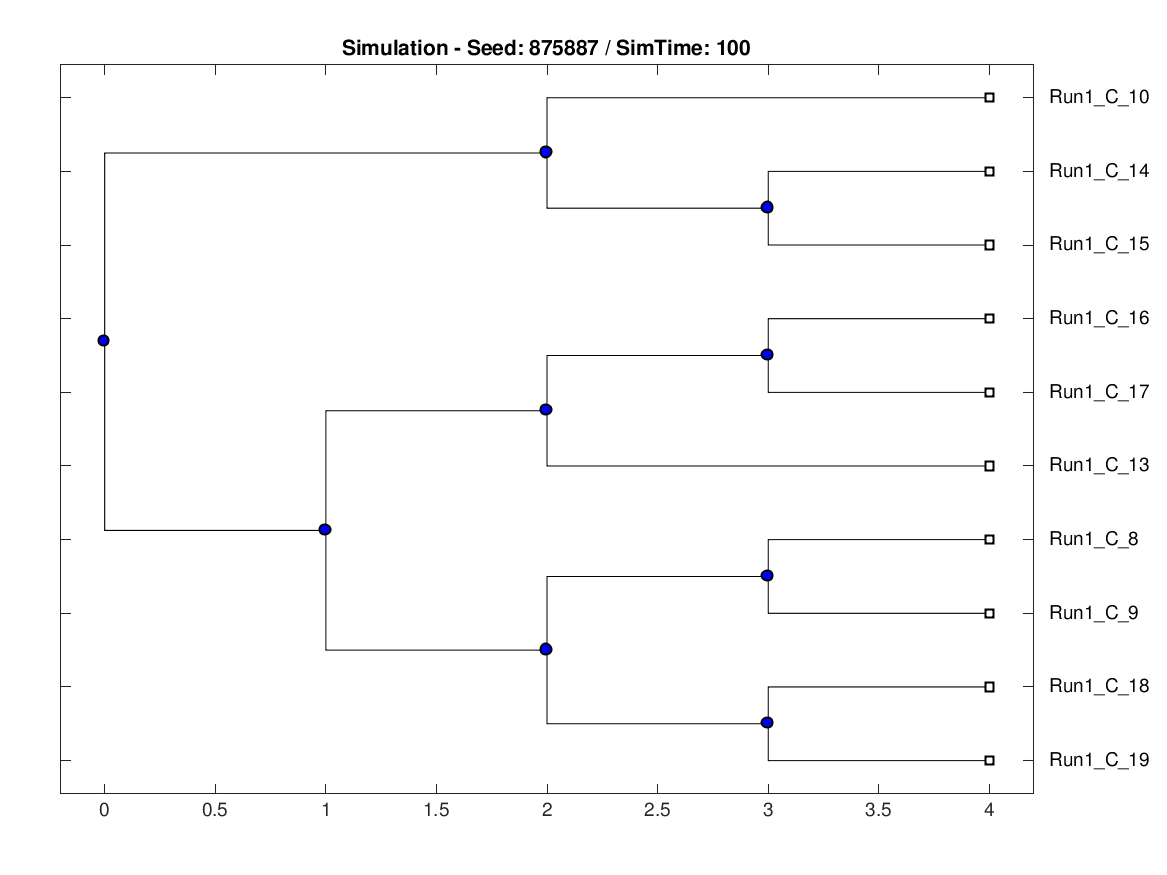 Simulation - Seed: 875887 / SimTime: 100
Run1_C_10
Run1_C_14
Run1_C_15
Run1_C_16
Run1_C_17
Run1_C_13
Run1_C_8
Run1_C_9
Run1_C_18
Run1_C_19
0 0.5 1 1.5 2 2.5 3 3.5 4